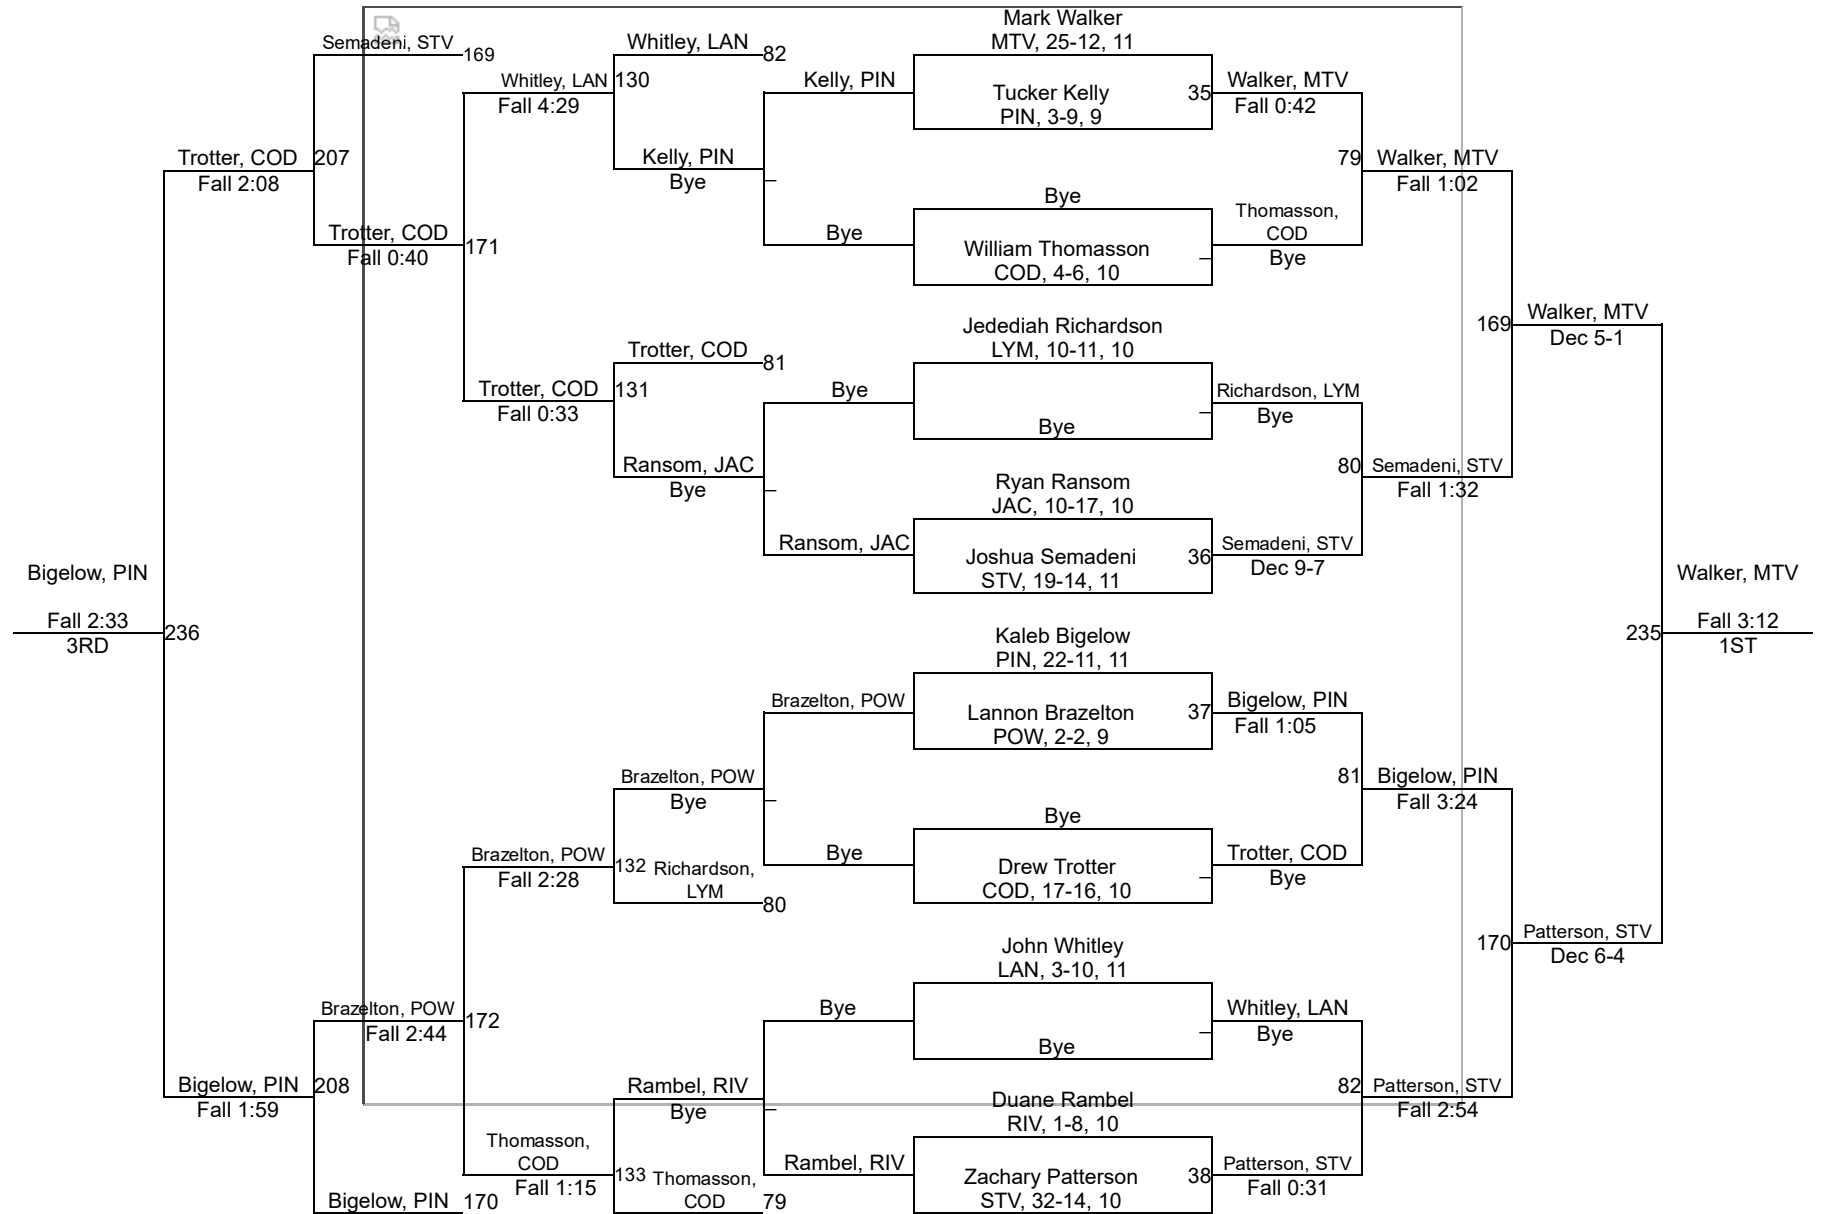 Mark Walker
MTV, 25-12, 11
Semadeni, STV
169
Whitley, LAN
82
Whitley, LAN
130
Fall 4:29
Kelly, PIN
Tucker Kelly
PIN, 3-9, 9
35
Walker, MTV
Fall 0:42
Trotter, COD
207
Fall 2:08
Kelly, PIN
Bye
79
Walker, MTV
Fall 1:02
Bye
Trotter, COD
Fall 0:40
171
Bye
William Thomasson
COD, 4-6, 10
Thomasson,
COD
Bye
Jedediah Richardson
LYM, 10-11, 10
169
Walker, MTV
Dec 5-1
Trotter, COD
81
Trotter, COD
131
Fall 0:33
Bye
Bye
Richardson, LYM
Bye
Ransom, JAC
Bye
Ryan Ransom
JAC, 10-17, 10
80
Semadeni, STV
Fall 1:32
Ransom, JAC
Joshua Semadeni
STV, 19-14, 11
36
Semadeni, STV
Dec 9-7
Bigelow, PIN
Fall 2:33
3RD
236
Walker, MTV
235
Fall 3:12
1ST
Kaleb Bigelow
PIN, 22-11, 11
Brazelton, POW
Lannon Brazelton
POW, 2-2, 9
37
Bigelow, PIN
Fall 1:05
Brazelton, POW
Bye
81
Bigelow, PIN
Fall 3:24
Bye
Brazelton, POW
132
Fall 2:28
Richardson,
LYM
80
Bye
Drew Trotter
COD, 17-16, 10
Trotter, COD
Bye
John Whitley
LAN, 3-10, 11
170
Patterson, STV
Dec 6-4
Brazelton, POW
Fall 2:44
172
Bye
Bye
Whitley, LAN
Bye
Bigelow, PIN
208
Fall 1:59
Rambel, RIV
Bye
Duane Rambel
RIV, 1-8, 10
82
Patterson, STV
Fall 2:54
Thomasson,
COD
Fall 1:15
133
Thomasson,
COD
79
Rambel, RIV
Zachary Patterson
STV, 32-14, 10
38
Patterson, STV
Fall 0:31
Bigelow, PIN
170